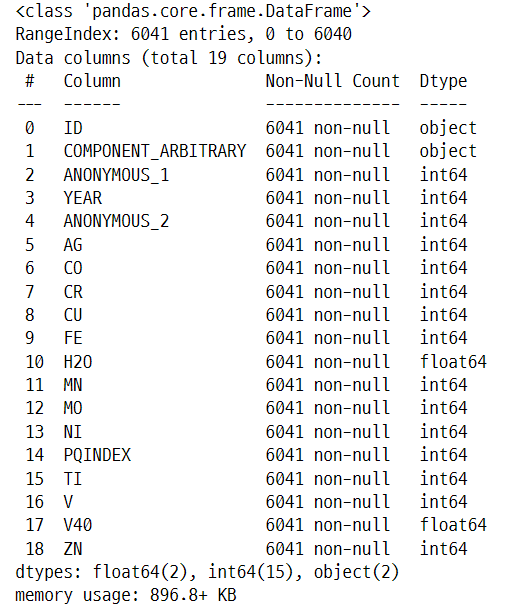 <class 'pandas.core.frame.DataFrame'>
RangeIndex: 6041 entries, 0 to 6040
Data columns (total 19 columns):
 #   Column               Non-Null Count  Dtype
---  ------               --------------  -----
 0   ID                   6041 non-null   object
 1   COMPONENT_ARBITRARY  6041 non-null   object
 2   ANONYMOUS_1          6041 non-null   int64
 3   YEAR                 6041 non-null   int64
 4   ANONYMOUS_2          6041 non-null   int64
 5   AG                   6041 non-null   int64
 6   CO                   6041 non-null   int64
 7   CR                   6041 non-null   int64
 8   CU                   6041 non-null   int64
 9   FE                   6041 non-null   int64
 10  H2O                  6041 non-null   float64
 11  MN                   6041 non-null   int64
 12  MO                   6041 non-null   int64
 13  NI                   6041 non-null   int64
 14  PQINDEX              6041 non-null   int64
 15  TI                   6041 non-null   int64
 16  V                    6041 non-null   int64
 17  V40                  6041 non-null   float64
 18  ZN                   6041 non-null   int64
dtypes: float64(2), int64(15), object(2)
memory usage: 896.8+ KB